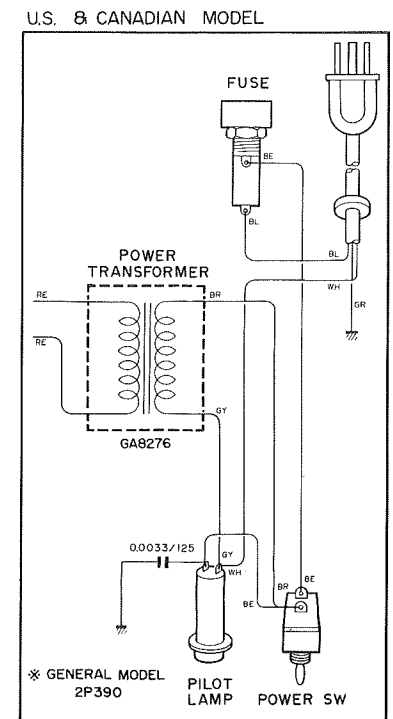 U.S. & CANADIAN MODEL
FUSE
BE
BL
BL
WH
GR
POWER
TRANSFORMER
RE
BR
RE
GY
GA8276
0.0033/125
GY
WH
BR
BE
BE
※ GENERAL MODEL
2P390
PILOT
LAMP
POWER SW